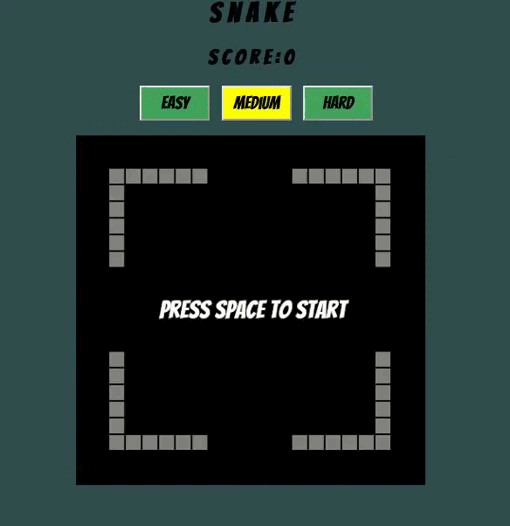 SNAKE
SCORE:0
EASY MEDIUM HARD
PRESS SPACE TO START